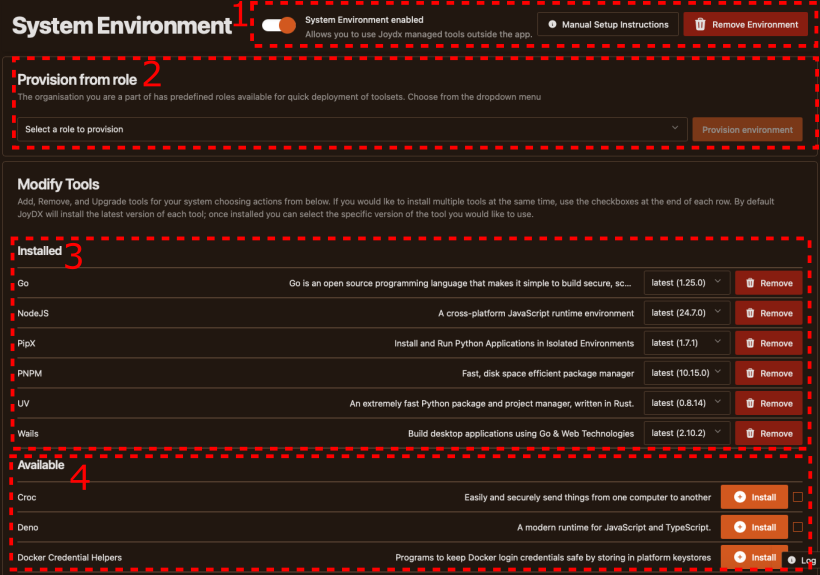 System Environment
1
System Environment enabled
Allows you to use Joydx managed tools outside the app.
Manual Setup Instructions
Remove Environment
2
Provision from role
The organisation you are a part of has predefined roles available for quick deployment of toolsets. Choose from the dropdown menu
Select a role to provision
Provision environment
Modify Tools
Add, Remove, and Upgrade tools for your system choosing actions from below. If you would lke to install multiple tools at the same time, use the checkboxes at the end of each row. By default
JoyDX will install the latest version of each tool; once installed you can select the specific version of the tool you would like to use.
Installed
3
Go Go is an open source programming language that makes it simple to build secure, sc... latest (1.25.0) Remove
NodeJS A cross-platform JavaScript runtime environment latest (24.7.0) Remove
PipX Install and Run Python Applications in Isolated Environments latest (1.7.1) Remove
PNPM Fast, disk space efficient package manager latest (10.15.0) Remove
UV An extremely fast Python package and project manager, written in Rust. latest (0.8.14) Remove
Wails Build desktop applications using Go & Web Technologies latest (2.10.2) Remove
Available
4
Croc Easily and securely send things from one computer to another Install
Deno A modern runtime for JavaScript and TypeScript. Install
Docker Credential Helpers Programs to keep Docker login credentials safe by storing in platform keystores Install
Log